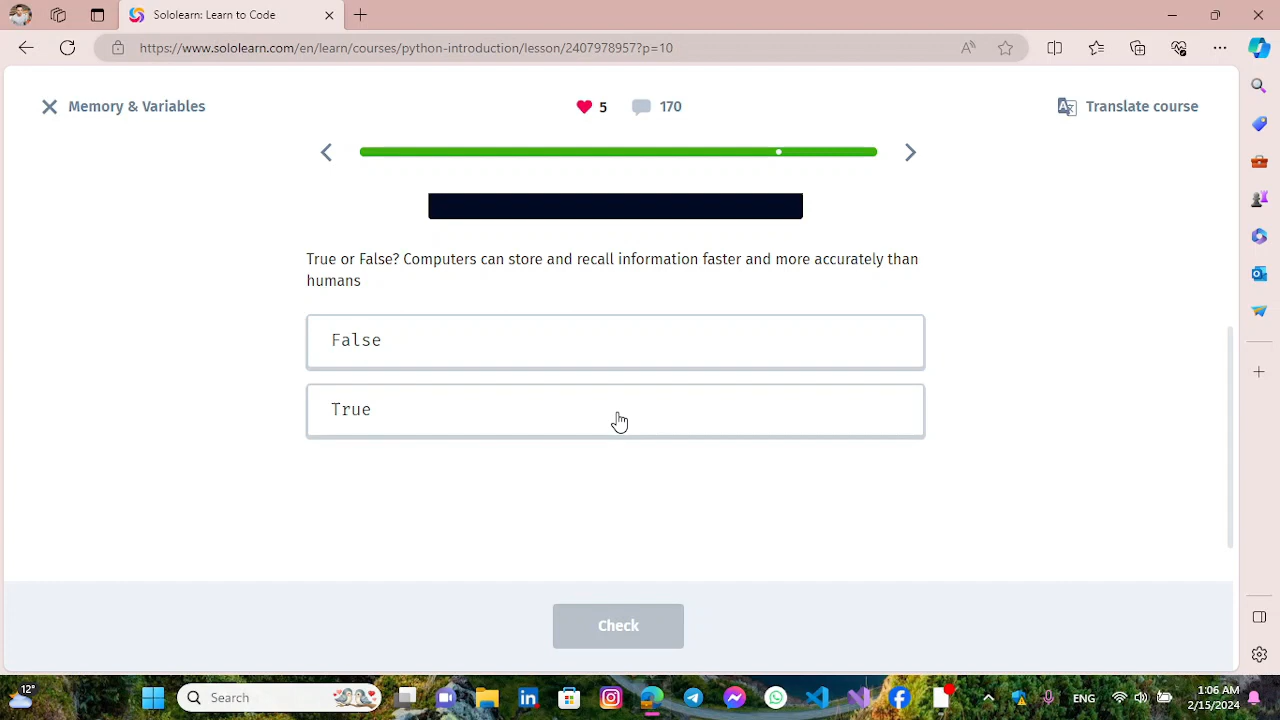 Sololearn: Learn to Code
https://www.sololearn.com/en/learn/courses/python-introduction/lesson/2407978957?p=10
Memory & Variables
5
170
Translate course
True or False? Computers can store and recall information faster and more accurately than
humans
False
True
Check
12°
Search
ENG
1:06 AM
2/15/2024